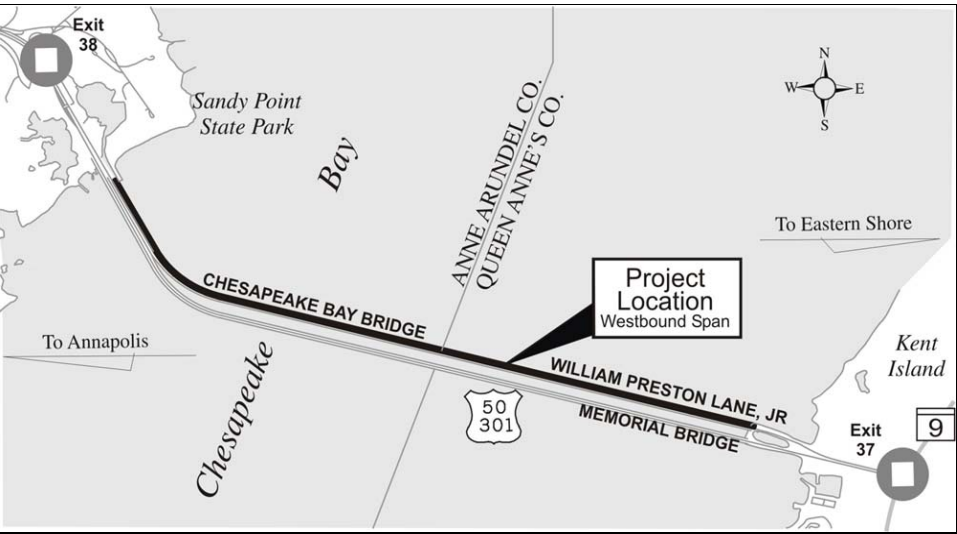 Exit
38
Sandy Point
State Park
Bay
ANNE ARUNDEL CO.
QUEEN ANNE'S CO.
N
W
E
S
To Eastern Shore
Project
Location
Westbound Span
CHESAPEAKE BAY BRIDGE
To Annapolis
Chesapeake
WILLIAM PRESTON LANE, JR
MEMORIAL BRIDGE
50
301
Kent
Island
9
Exit
37